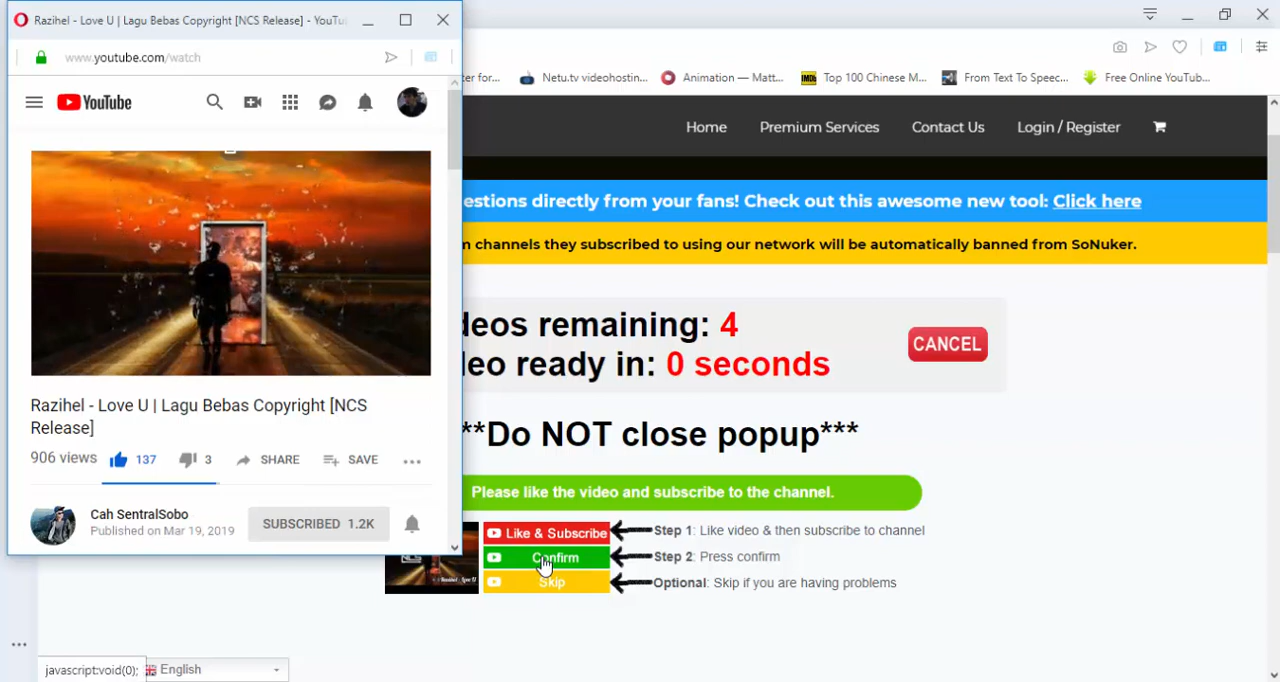 Razihel - Love U | Lagu Bebas Copyright [NCS Release] - YouTu
www.youtube.com/watch
YouTube
Razihel - Love U | Lagu Bebas Copyright [NCS
Release]
906 views
137
3
SHARE
SAVE
Cah SentralSobo
Published on Mar 19, 2019
SUBSCRIBED 1.2K
ter for...
Netu.tv videohostin...
Animation — Matt...
IMDb
Top 100 Chinese M...
From Text To Speec...
Free Online YouTub...
Home
Premium Services
Contact Us
Login / Register
estions directly from your fans! Check out this awesome new tool: Click here
m channels they subscribed to using our network will be automatically banned from SoNuker.
deos remaining: 4
CANCEL
deo ready in: 0 seconds
**Do NOT close popup***
Please like the video and subscribe to the channel.
Like & Subscribe
Step 1: Like video & then subscribe to channel
Confirm
Step 2: Press confirm
Skip
Optional: Skip if you are having problems
javascript:void(0);
English